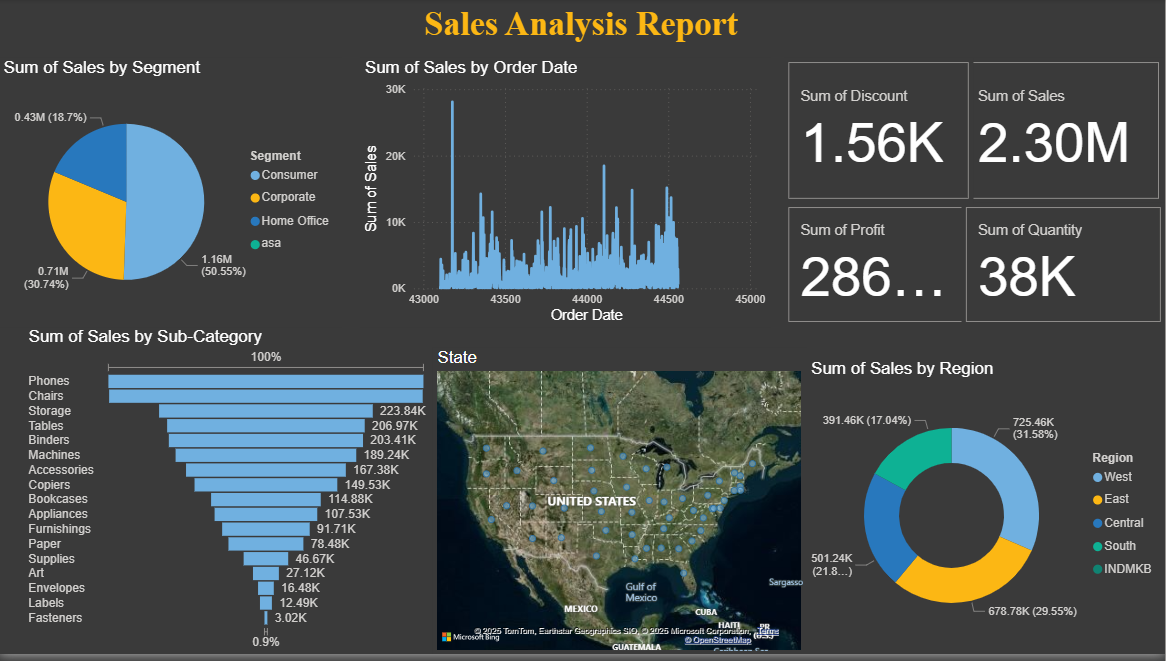 Sales Analysis Report
Sum of Sales by Segment
0.43M (18.7%)
0.71M
(30.74%)
1.16M
(50.55%)
Segment
Consumer
Corporate
Home Office
asa
Sum of Sales by Order Date
Sum of Sales
30K
20K
10K
0K
43000 43500 44000 44500 45000
Order Date
Sum of Discount
1.56K
Sum of Sales
2.30M
Sum of Profit
286...
Sum of Quantity
38K
Sum of Sales by Sub-Category
100%
Phones
Chairs
Storage 223.84K
Tables 206.97K
Binders 203.41K
Machines 189.24K
Accessories 167.38K
Copiers 149.53K
Bookcases 114.88K
Appliances 107.53K
Furnishings 91.71K
Paper 78.48K
Supplies 46.67K
Art 27.12K
Envelopes 16.48K
Labels 12.49K
Fasteners 3.02K
0.9%
State
UNITED STATES
Gulf of
Mexico
Sargasso
MEXICO
CUBA
HAITI
PR
GUATEMALA
Caribbean Sea
Microsoft Bing
© 2025 TomTom, Earthstar Geographics SIO, © 2025 Microsoft Corporation, Terms
© OpenStreetMap
Sum of Sales by Region
391.46K (17.04%)
725.46K
(31.58%)
501.24K
(21.8...)
678.78K (29.55%)
Region
West
East
Central
South
INDMKB